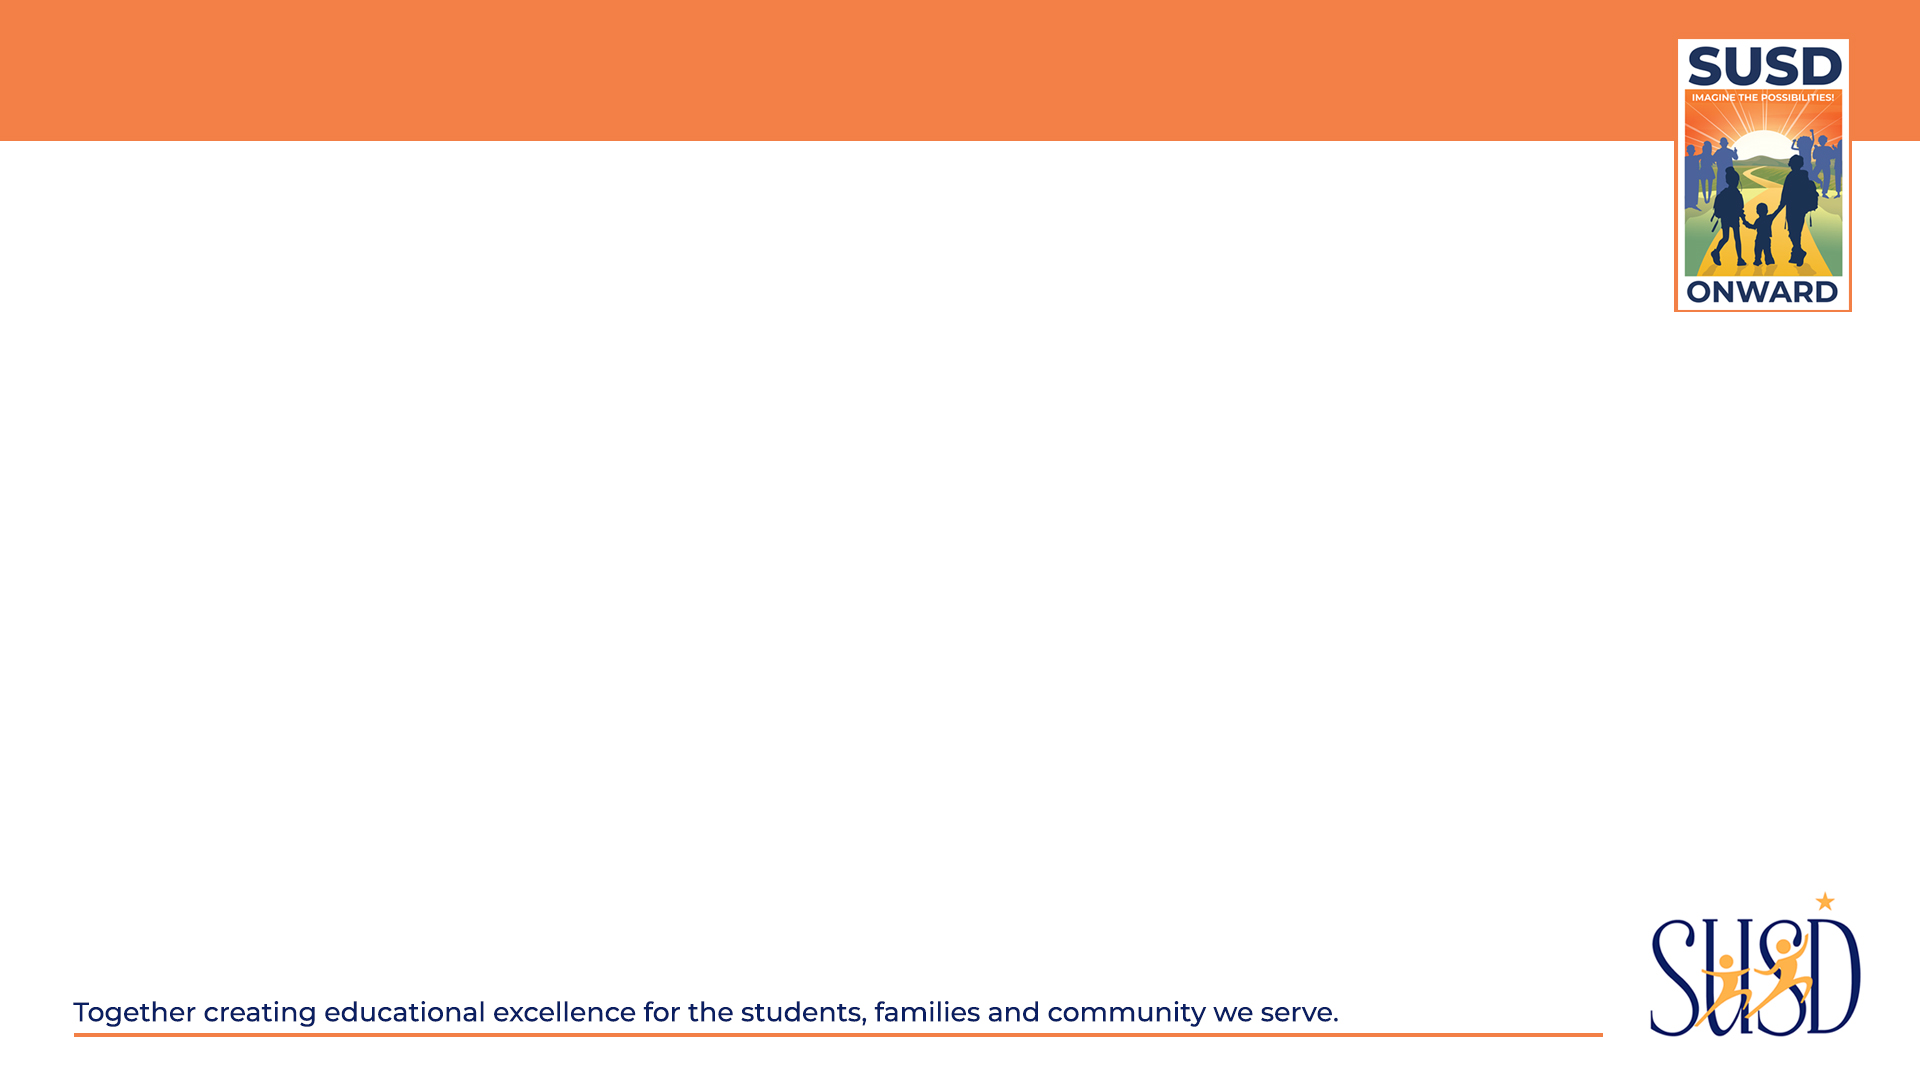 SUSD
IMAGINE THE POSSIBILITIES!
ONWARD
Together creating educational excellence for the students, families and community we serve.
SUSD